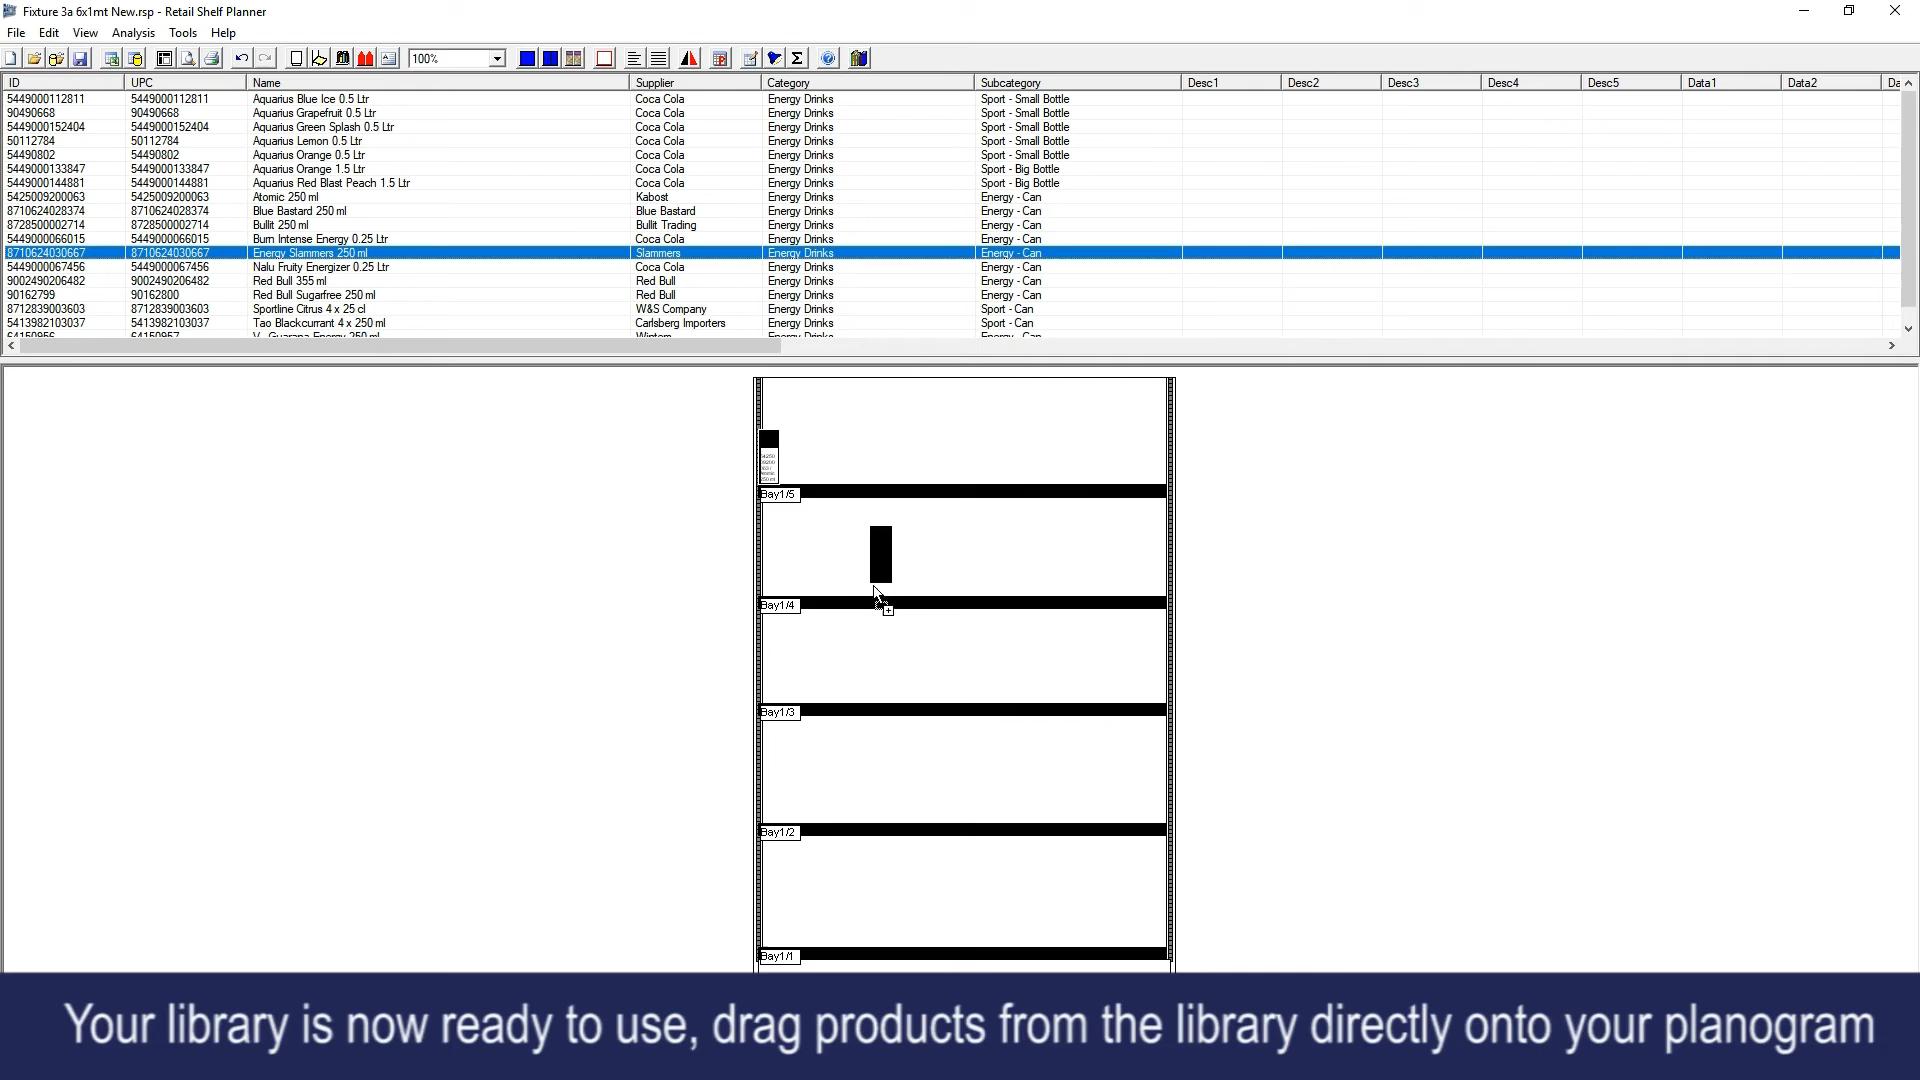 Fixture 3a 6x1mt New.rsp - Retail Shelf Planner
File Edit View Analysis Tools Help
100%
ID UPC Name Supplier Category Subcategory Desc1 Desc2 Desc3 Desc4 Desc5 Data1 Data2 Da
5449000112811 5449000112811 Aquarius Blue Ice 0.5 Ltr Coca Cola Energy Drinks Sport - Small Bottle
90490668 90490668 Aquarius Grapefruit 0.5 Ltr Coca Cola Energy Drinks Sport - Small Bottle
5449000152404 5449000152404 Aquarius Green Splash 0.5 Ltr Coca Cola Energy Drinks Sport - Small Bottle
50112784 50112784 Aquarius Lemon 0.5 Ltr Coca Cola Energy Drinks Sport - Small Bottle
54490802 54490802 Aquarius Orange 0.5 Ltr Coca Cola Energy Drinks Sport - Small Bottle
5449000133847 5449000133847 Aquarius Orange 1.5 Ltr Coca Cola Energy Drinks Sport - Big Bottle
5449000144881 5449000144881 Aquarius Red Blast Peach 1.5 Ltr Coca Cola Energy Drinks Sport - Big Bottle
5425009200063 5425009200063 Atomic 250 ml Kabost Energy Drinks Energy - Can
8710624028374 8710624028374 Blue Bastard 250 ml Blue Bastard Energy Drinks Energy - Can
8728500002714 8728500002714 Bullit 250 ml Bullit Trading Energy Drinks Energy - Can
5449000066015 5449000066015 Burn Intense Energy 0.25 Ltr Coca Cola Energy Drinks Energy - Can
8710624030667 8710624030667 Energy Slammers 250 ml Slammers Energy Drinks Energy - Can
5449000067456 5449000067456 Nalu Fruity Energizer 0.25 Ltr Coca Cola Energy Drinks Energy - Can
9002490206482 9002490206482 Red Bull 355 ml Red Bull Energy Drinks Energy - Can
90162799 90162800 Red Bull Sugarfree 250 ml Red Bull Energy Drinks Energy - Can
8712839003603 8712839003603 Sportline Citrus 4 x 25 cl W&S Company Energy Drinks Sport - Can
5413982103037 5413982103037 Tao Blackcurrant 4 x 250 ml Carlsberg Importers Energy Drinks Sport - Can
64150956 64150957 V - Guarana Energy 250 ml Energy Drinks Energy - Can
Bay1/5
Bay1/4
Bay1/3
Bay1/2
Bay1/1
Your library is now ready to use, drag products from the library directly onto your planogram